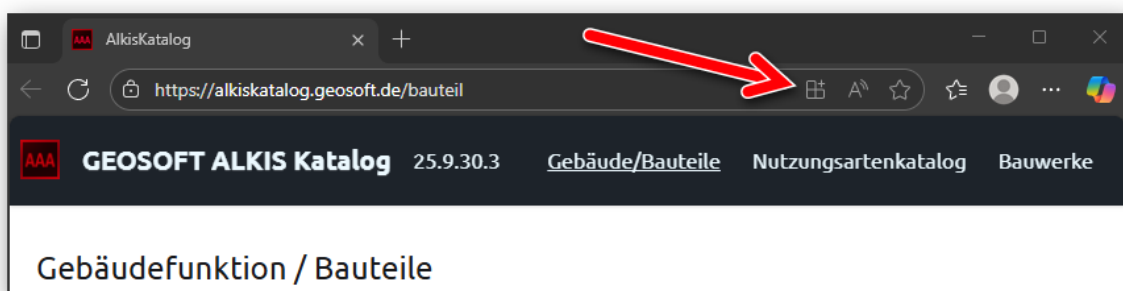 AlkisKatalog
https://alkiskatalog.geosoft.de/bauteil
AAA GEOSOFT ALKIS Katalog 25.9.30.3 Gebäude/Bauteile Nutzungsartenkatalog Bauwerke
Gebäudefunktion / Bauteile